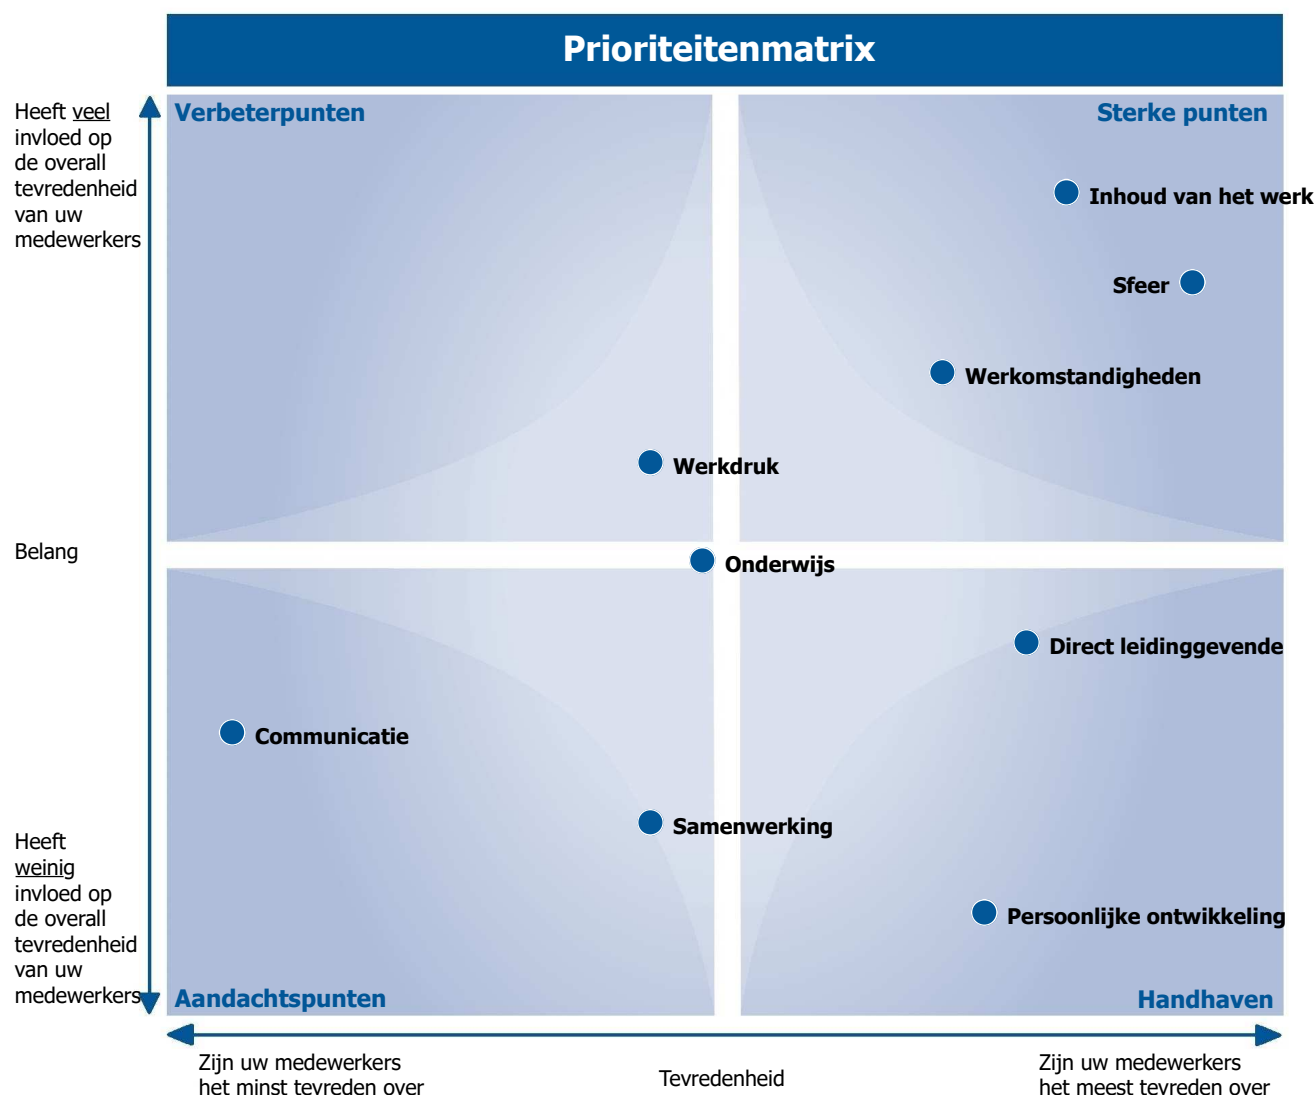 Prioriteitenmatrix
Heeft veel
invloed op
de overall
tevredenheid
van uw
medewerkers
Verbeterpunten
Sterke punten
Inhoud van het werk
Sfeer
Werkomstandigheden
Werkdruk
Belang
Onderwijs
Direct leidinggevende
Communicatie
Samenwerking
Heeft
weinig
invloed op
de overall
tevredenheid
van uw
medewerkers
Persoonlijke ontwikkeling
Aandachtspunten
Handhaven
Zijn uw medewerkers
het minst tevreden over
Tevredenheid
Zijn uw medewerkers
het meest tevreden over